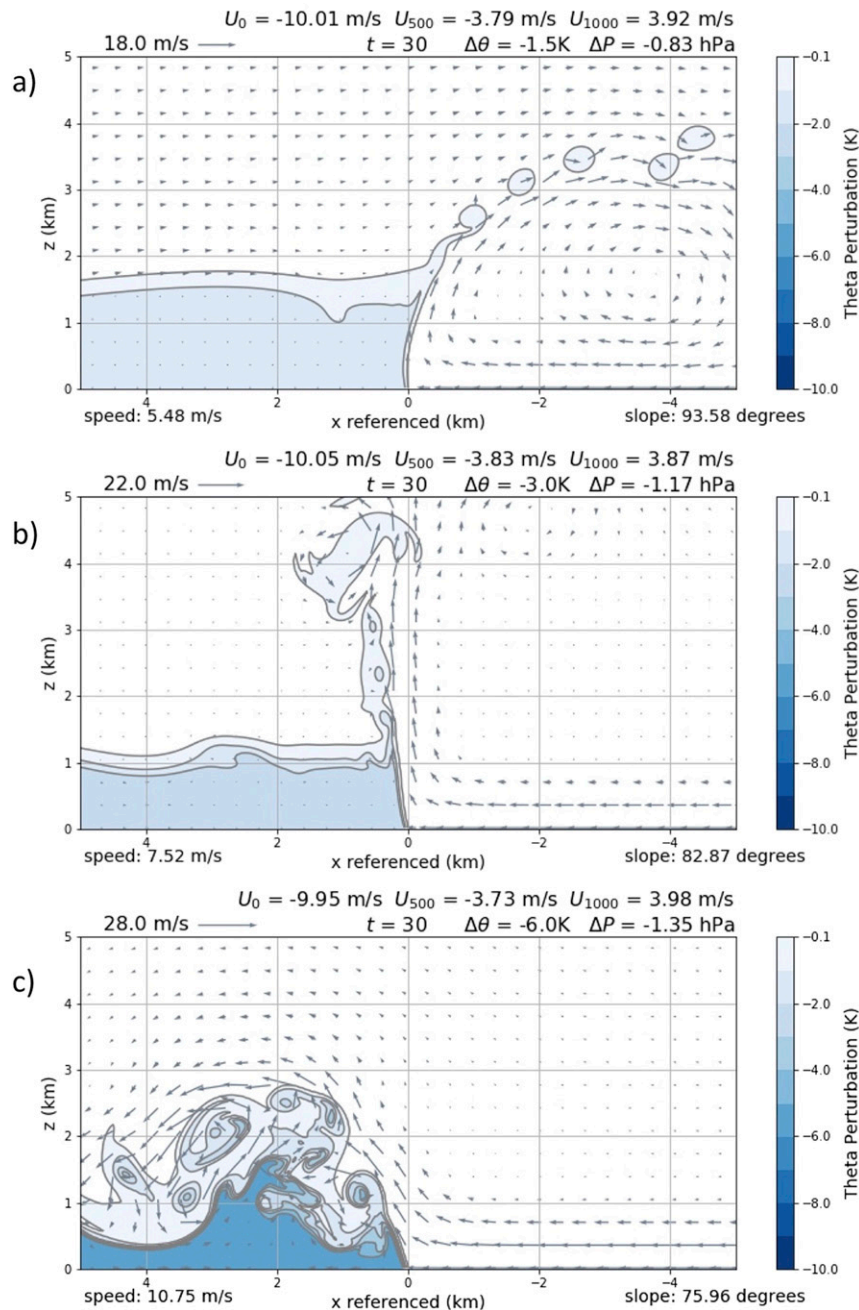 U₀ = -10.01 m/s U₅₀₀ = -3.79 m/s U₁₀₀₀ = 3.92 m/s
18.0 m/s t = 30 Δθ = -1.5K ΔP = -0.83 hPa
a)
5
4
3
2
1
0
z (km)
4 2 0 −2 −4
speed: 5.48 m/s x referenced (km) slope: 93.58 degrees
−0.1
−2.0
−4.0
−6.0
−8.0
−10.0
Theta Perturbation (K)
U₀ = -10.05 m/s U₅₀₀ = -3.83 m/s U₁₀₀₀ = 3.87 m/s
22.0 m/s t = 30 Δθ = -3.0K ΔP = -1.17 hPa
b)
5
4
3
2
1
0
z (km)
4 2 0 −2 −4
speed: 7.52 m/s x referenced (km) slope: 82.87 degrees
−0.1
−2.0
−4.0
−6.0
−8.0
−10.0
Theta Perturbation (K)
U₀ = -9.95 m/s U₅₀₀ = -3.73 m/s U₁₀₀₀ = 3.98 m/s
28.0 m/s t = 30 Δθ = -6.0K ΔP = -1.35 hPa
c)
5
4
3
2
1
0
z (km)
4 2 0 −2 −4
speed: 10.75 m/s x referenced (km) slope: 75.96 degrees
−0.1
−2.0
−4.0
−6.0
−8.0
−10.0
Theta Perturbation (K)